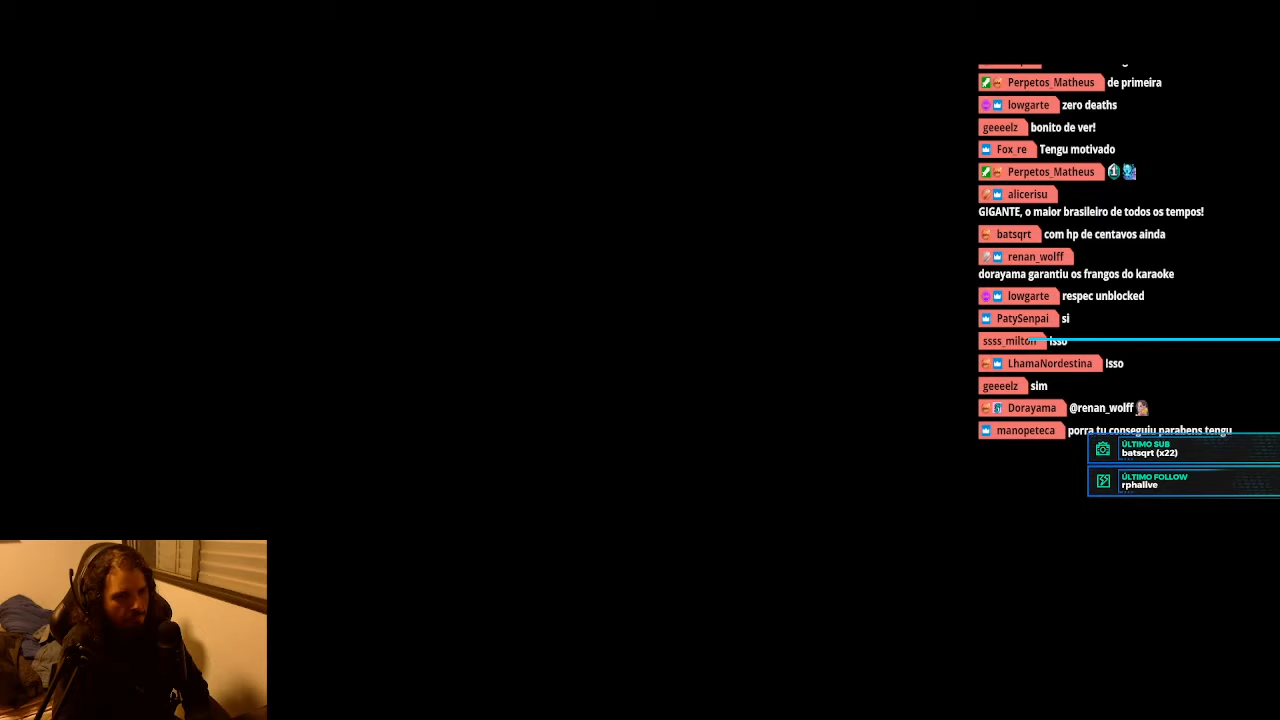 Perpetos_Matheus de primeira
lowgarte zero deaths
geeeelz bonito de ver!
Fox_re Tengu motivado
Perpetos_Matheus
alicerisu
GIGANTE, o maior brasileiro de todos os tempos!
batsqrt com hp de centavos ainda
renan_wolff
dorayama garantiu os frangos do karaoke
lowgarte respec unblocked
PatySenpai si
ssss_milton Isso
LhamaNordestina Isso
geeeelz sim
Dorayama @renan_wolff
manopeteca porra tu conseguiu parabens tengu
ÚLTIMO SUB
batsqrt (x22)
ÚLTIMO FOLLOW
rphallve